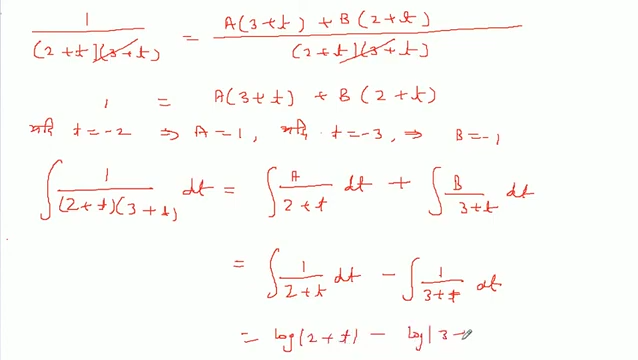 1/((2+t)(3+t)) = (A(3+t) + B(2+t))/((2+t)(3+t))
1 = A(3+t) + B(2+t)
यदि t = -2 ⇒ A = 1, यदि t = -3, ⇒ B = -1
∫ 1/((2+t)(3+t)) dt = ∫ A/(2+t) dt + ∫ B/(3+t) dt
= ∫ 1/(2+t) dt - ∫ 1/(3+t) dt
= log|2+t| - log|3+